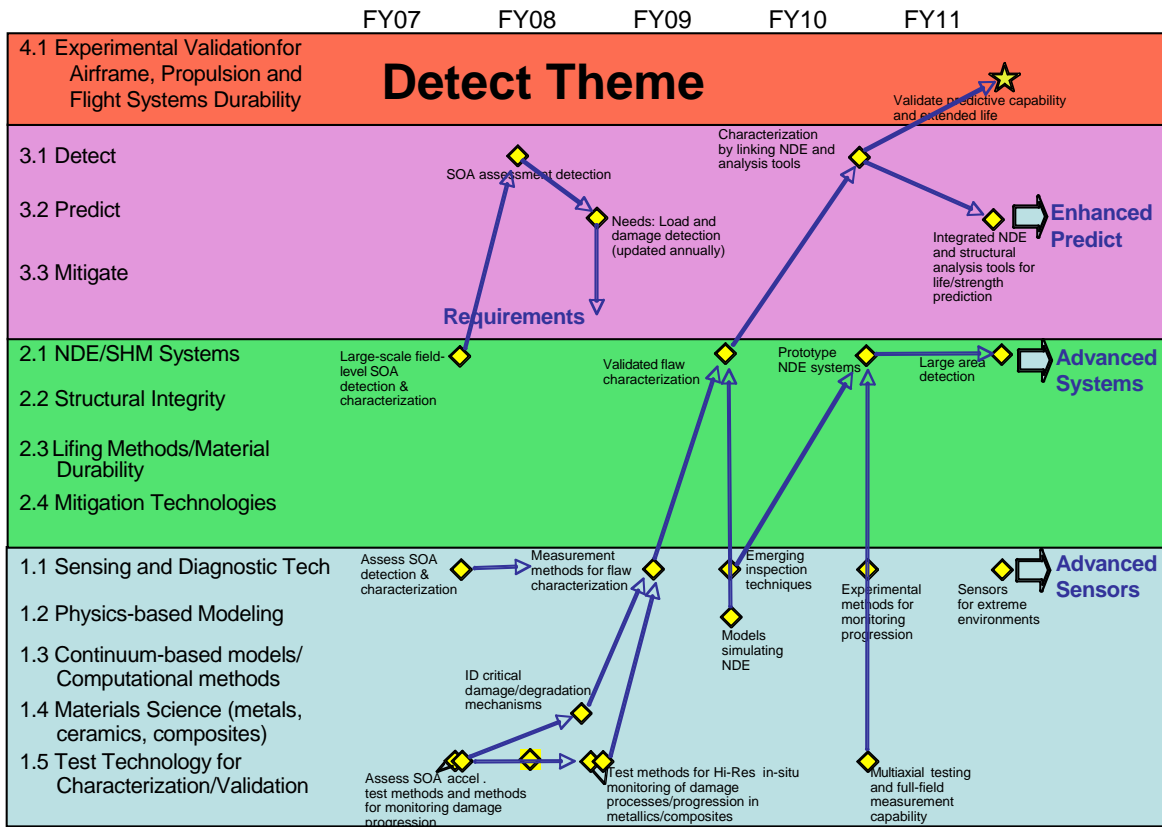 FY07 FY08 FY09 FY10 FY11
4.1 Experimental Validationfor
Airframe, Propulsion and
Flight Systems Durability
Detect Theme
Validate predictive capability
and extended life
3.1 Detect
SOA assessment detection
Characterization
by linking NDE and
analysis tools
3.2 Predict
Needs: Load and
damage detection
(updated annually)
Integrated NDE
and structural
analysis tools for
life/strength
prediction
Enhanced
Predict
3.3 Mitigate
Requirements
2.1 NDE/SHM Systems
Large-scale field-
level SOA
detection &
characterization
Validated flaw
characterization
Prototype
NDE systems
Large area
detection
Advanced
Systems
2.2 Structural Integrity
2.3 Lifing Methods/Material
Durability
2.4 Mitigation Technologies
1.1 Sensing and Diagnostic Tech
Assess SOA
detection &
characterization
Measurement
methods for flaw
characterization
Emerging
inspection
techniques
Experimental
methods for
monitoring
progression
Sensors
for extreme
environments
Advanced
Sensors
1.2 Physics-based Modeling
Models
simulating
NDE
1.3 Continuum-based models/
Computational methods
ID critical
damage/degradation
mechanisms
1.4 Materials Science (metals,
ceramics, composites)
1.5 Test Technology for
Characterization/Validation
Assess SOA accel .
test methods and methods
for monitoring damage
progression
Test methods for Hi-Res in-situ
monitoring of damage
processes/progression in
metallics/composites
Multiaxial testing
and full-field
measurement
capability